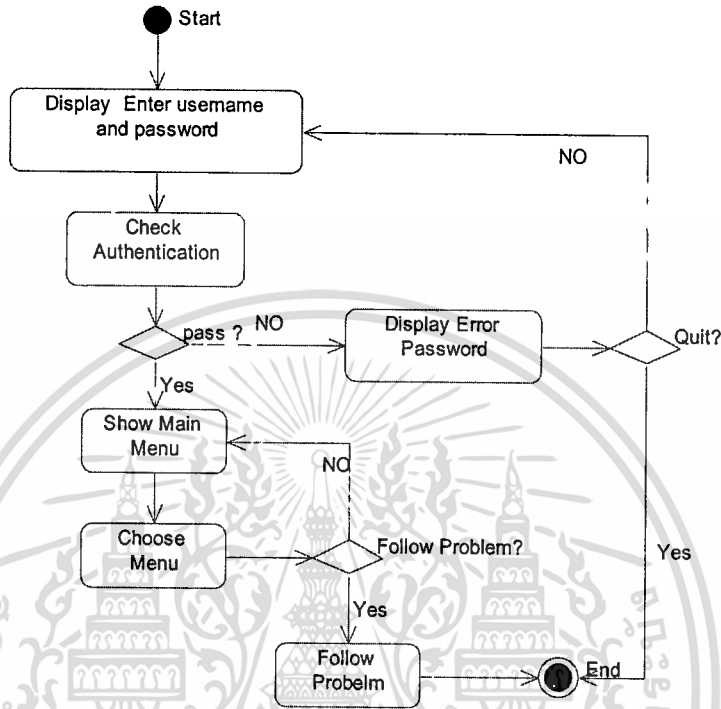 Start
Display Enter username
and password
NO
Check
Authentication
pass ?
NO
Display Error
Password
Quit?
Yes
Show Main
Menu
NO
Choose
Menu
Follow Problem?
Yes
Yes
Follow
Probelm
End